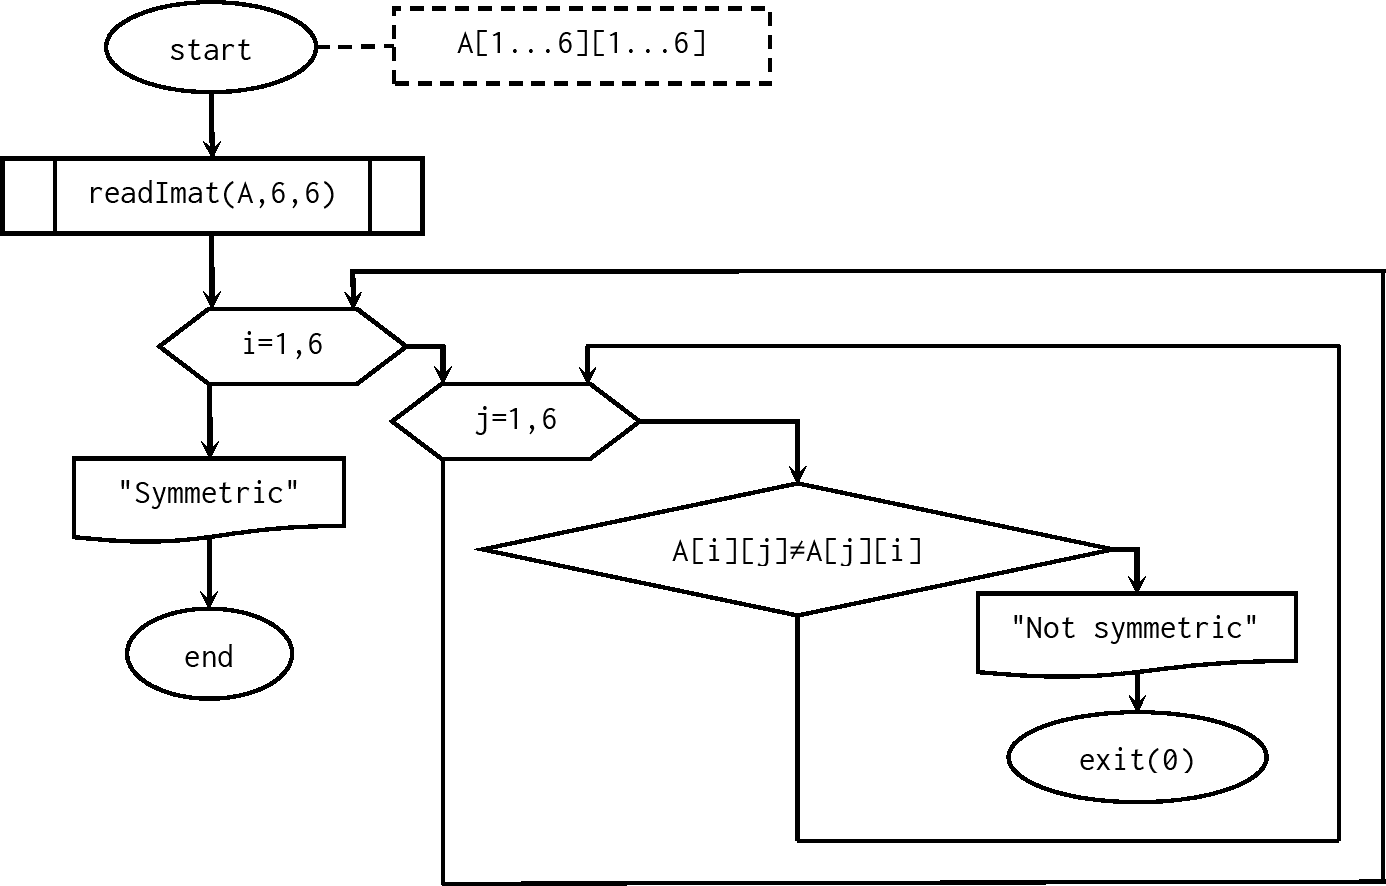 start
A[1...6][1...6]
readImat(A,6,6)
i=1,6
j=1,6
"Symmetric"
A[i][j]≠A[j][i]
"Not symmetric"
end
exit(0)